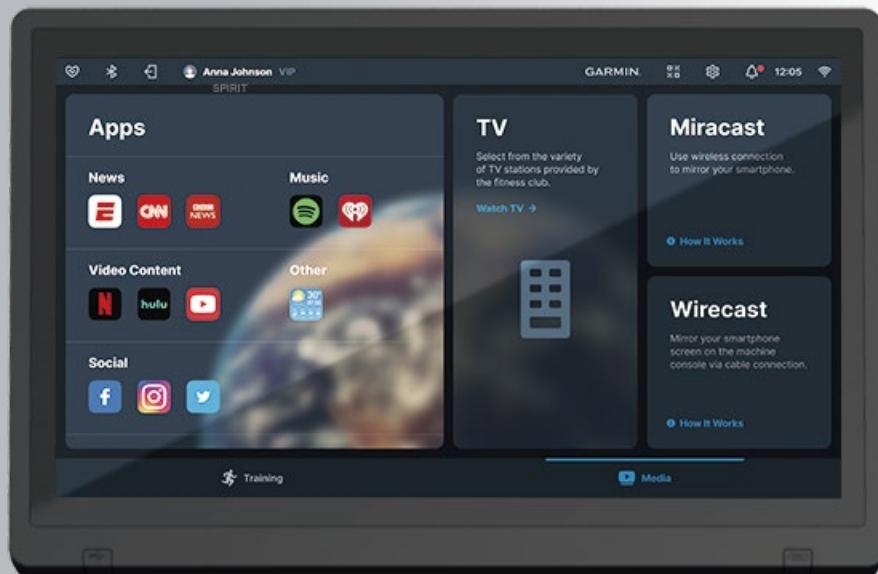 Anna Johnson VIP
GARMIN.
12:05
SPIRIT
Apps
News
E
CNN
BBC
NEWS
Music
Video Content
N
hulu
Other
30°
Social
f
TV
Select from the variety
of TV stations provided by
the fitness club.
Watch TV →
Miracast
Use wireless connection
to mirror your smartphone.
How It Works
Wirecast
Mirror your smartphone
screen on the machine
console via cable connection.
How It Works
Training
Media